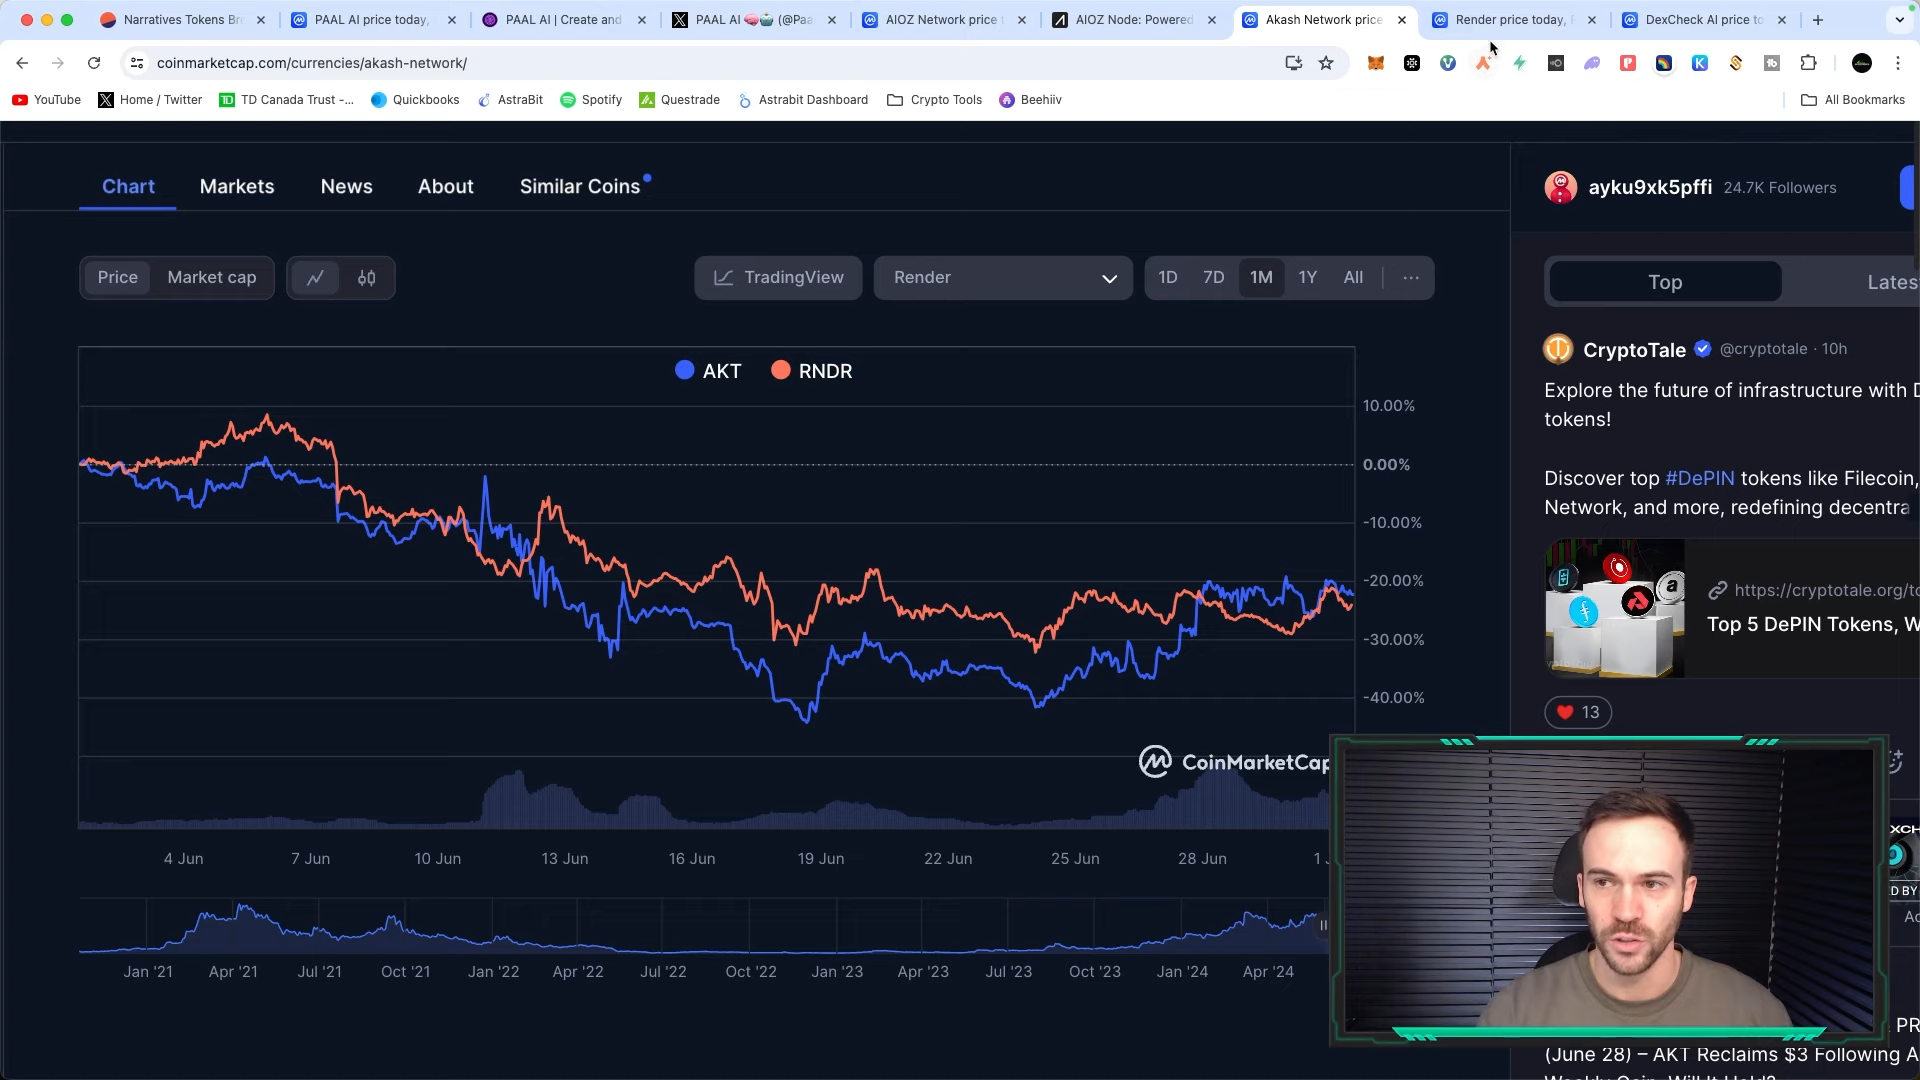 Narratives Tokens Br
PAAL AI price today,
PAAL AI | Create and
PAAL AI 🧠🤖 (@Paa
AIOZ Network price t
AIOZ Node: Powered
Akash Network price
Render price today, R
DexCheck AI price to
coinmarketcap.com/currencies/akash-network/
YouTube
Home / Twitter
TD Canada Trust -...
Quickbooks
AstraBit
Spotify
Questrade
Astrabit Dashboard
Crypto Tools
Beehiiv
All Bookmarks
Chart
Markets
News
About
Similar Coins
ayku9xk5pffi 24.7K Followers
Price
Market cap
TradingView
Render
1D
7D
1M
1Y
All
Top
Lates
AKT
RNDR
CryptoTale @cryptotale · 10h
Explore the future of infrastructure with D
tokens!
Discover top #DePIN tokens like Filecoin,
Network, and more, redefining decentra
https://cryptotale.org/to
Top 5 DePIN Tokens, W
13
10.00%
0.00%
-10.00%
-20.00%
-30.00%
-40.00%
CoinMarketCap
4 Jun
7 Jun
10 Jun
13 Jun
16 Jun
19 Jun
22 Jun
25 Jun
28 Jun
1 J
Jan '21
Apr '21
Jul '21
Oct '21
Jan '22
Apr '22
Jul '22
Oct '22
Jan '23
Apr '23
Jul '23
Oct '23
Jan '24
Apr '24
XCH
D BY
Ac
PR
(June 28) – AKT Reclaims $3 Following A